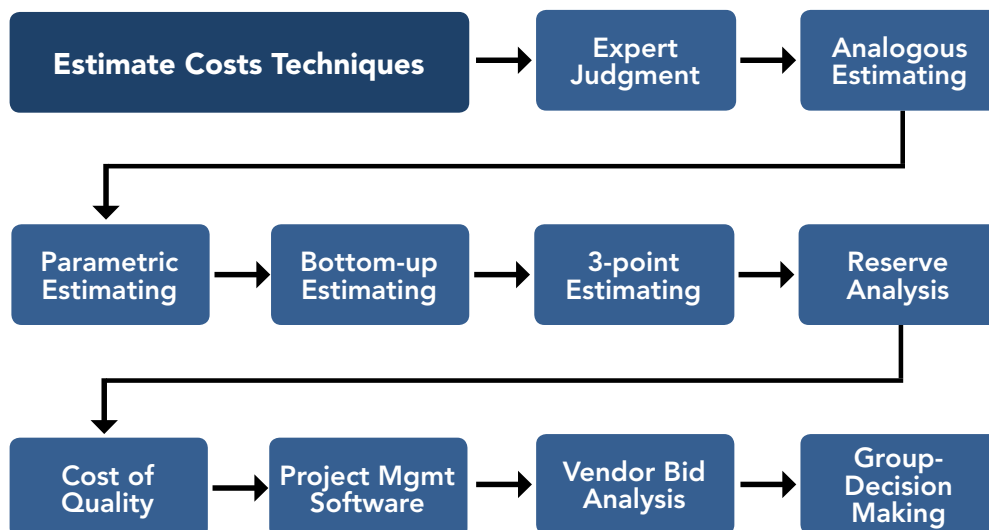 Estimate Costs Techniques
Expert
Judgment
Analogous
Estimating
Parametric
Estimating
Bottom-up
Estimating
3-point
Estimating
Reserve
Analysis
Cost of
Quality
Project Mgmt
Software
Vendor Bid
Analysis
Group-
Decision
Making